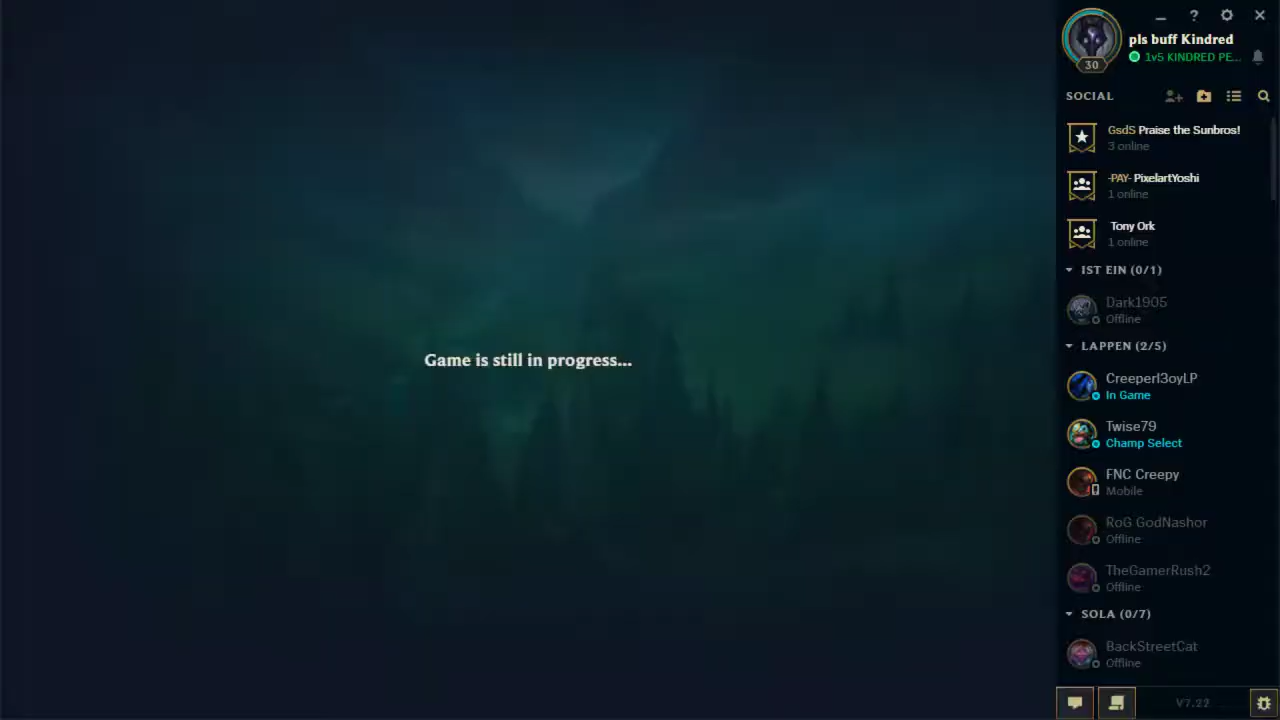 pls buff Kindred
30
1v5 KINDRED PE...
SOCIAL
GsdS Praise the Sunbros!
3 online
-PAY- PixelartYoshi
1 online
Tony Ork
1 online
IST EIN (0/1)
Dark1905
Offline
Game is still in progress...
LAPPEN (2/5)
CreeperI3oyLP
In Game
Twise79
Champ Select
FNC Creepy
Mobile
RoG GodNashor
Offline
TheGamerRush2
Offline
SOLA (0/7)
BackStreetCat
Offline
V7.22